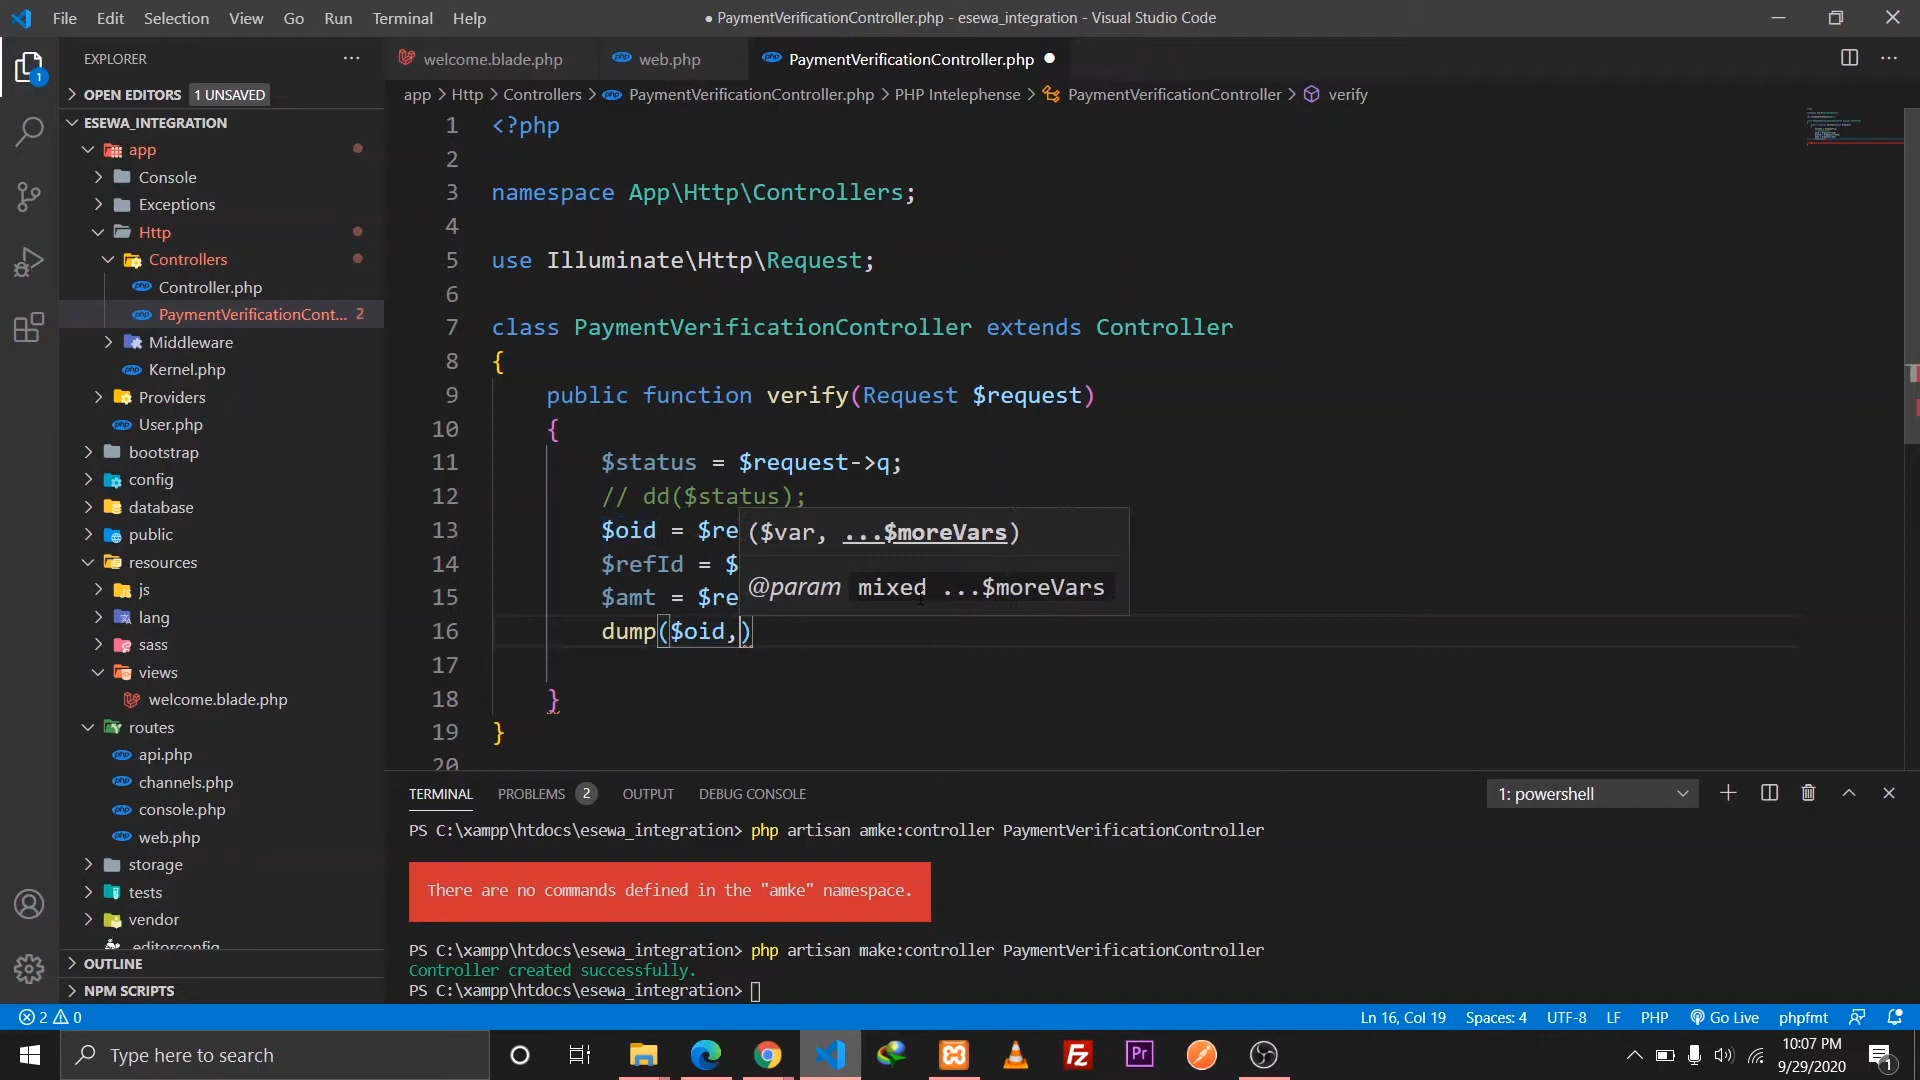 File Edit Selection View Go Run Terminal Help
● PaymentVerificationController.php - esewa_integration - Visual Studio Code
EXPLORER
welcome.blade.php
web.php
PaymentVerificationController.php
OPEN EDITORS 1 UNSAVED
app > Http > Controllers > PaymentVerificationController.php > PHP Intelephense > PaymentVerificationController > verify
ESEWA_INTEGRATION
app
Console
Exceptions
Http
Controllers
Controller.php
PaymentVerificationCont... 2
Middleware
Kernel.php
Providers
User.php
bootstrap
config
database
public
resources
js
lang
sass
views
welcome.blade.php
routes
api.php
channels.php
console.php
web.php
storage
tests
vendor
.editorconfig
OUTLINE
NPM SCRIPTS
1 <?php
2
3 namespace App\Http\Controllers;
4
5 use Illuminate\Http\Request;
6
7 class PaymentVerificationController extends Controller
8 {
9 public function verify(Request $request)
10 {
11 $status = $request->q;
12 // dd($status);
13 $oid = $re
14 $refId = $
15 $amt = $re
16 dump($oid,)
17
18 }
19 }
20
($var, ...$moreVars)
@param mixed ...$moreVars
TERMINAL PROBLEMS 2 OUTPUT DEBUG CONSOLE
1: powershell
PS C:\xampp\htdocs\esewa_integration> php artisan amke:controller PaymentVerificationController
There are no commands defined in the "amke" namespace.
PS C:\xampp\htdocs\esewa_integration> php artisan make:controller PaymentVerificationController
Controller created successfully.
PS C:\xampp\htdocs\esewa_integration>
2 0
Ln 16, Col 19 Spaces: 4 UTF-8 LF PHP Go Live phpfmt
Type here to search
10:07 PM
9/29/2020